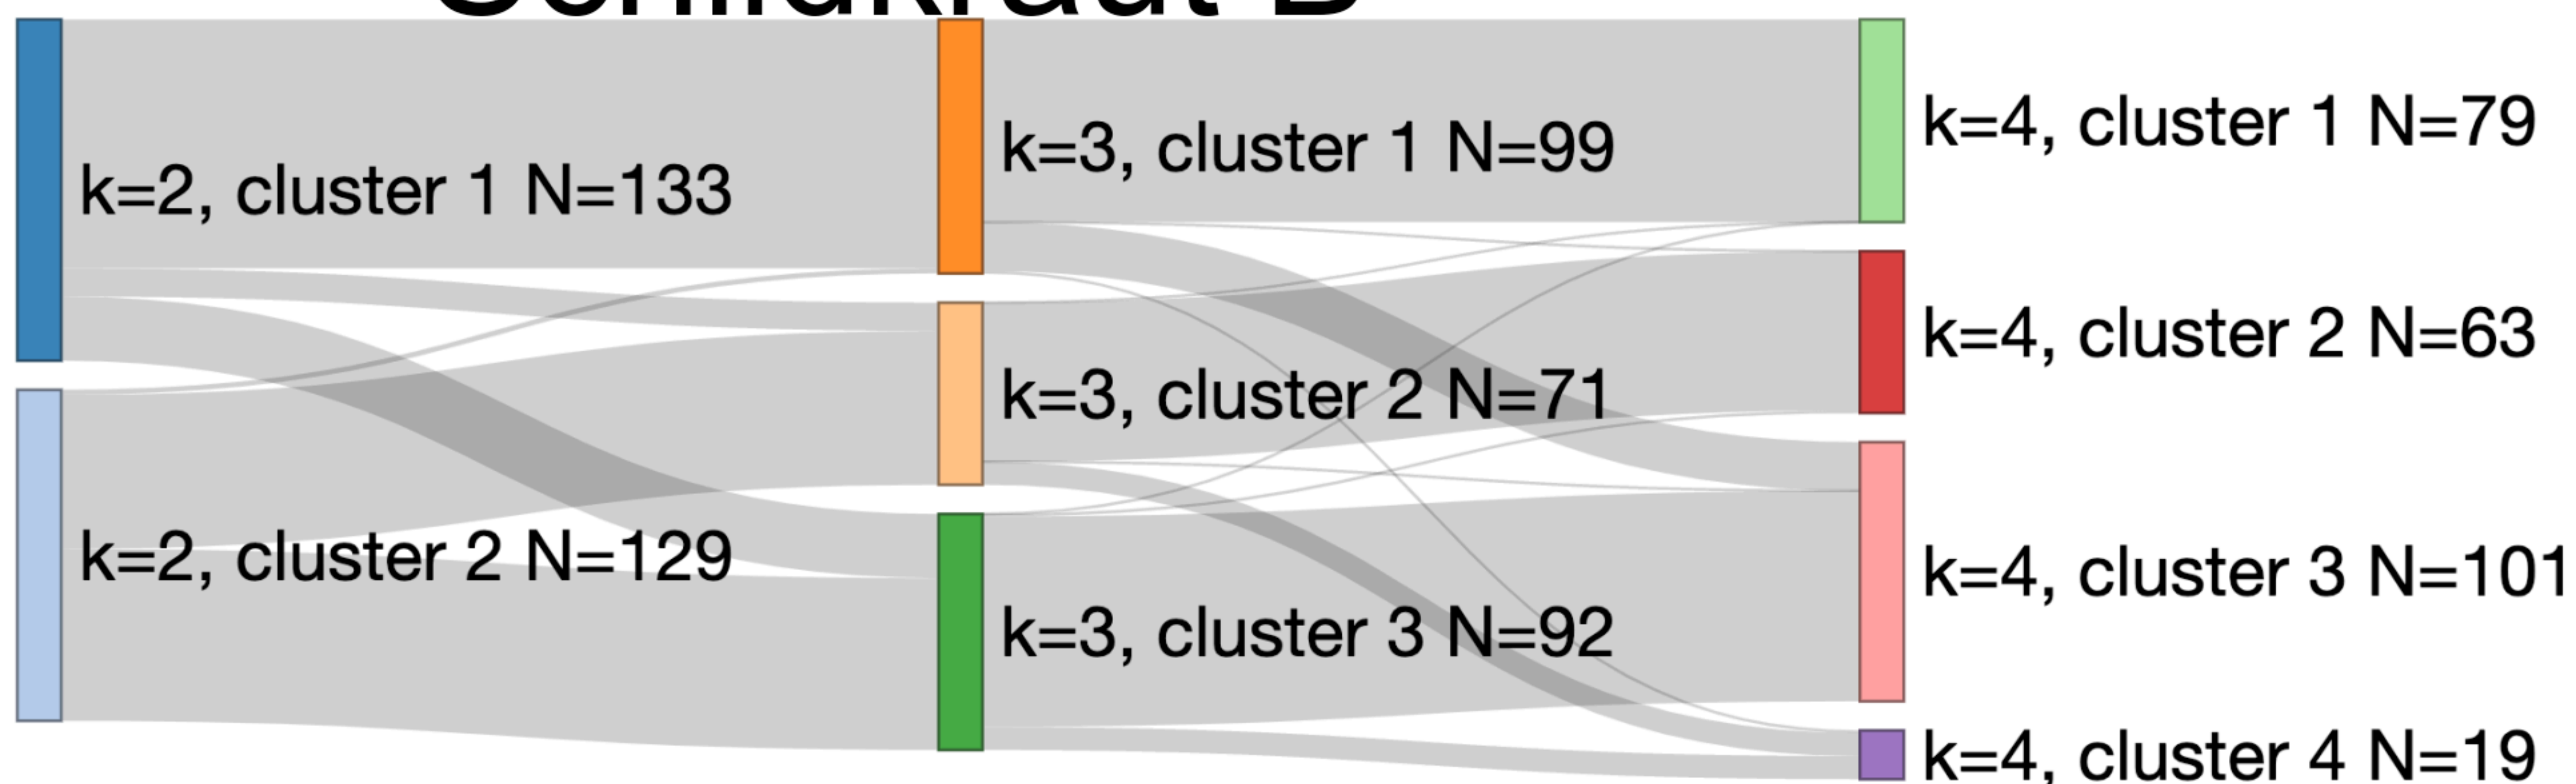 k=2, cluster 1 N=133
k=2, cluster 2 N=129
k=3, cluster 1 N=99
k=3, cluster 2 N=71
k=3, cluster 3 N=92
k=4, cluster 1 N=79
k=4, cluster 2 N=63
k=4, cluster 3 N=101
k=4, cluster 4 N=19